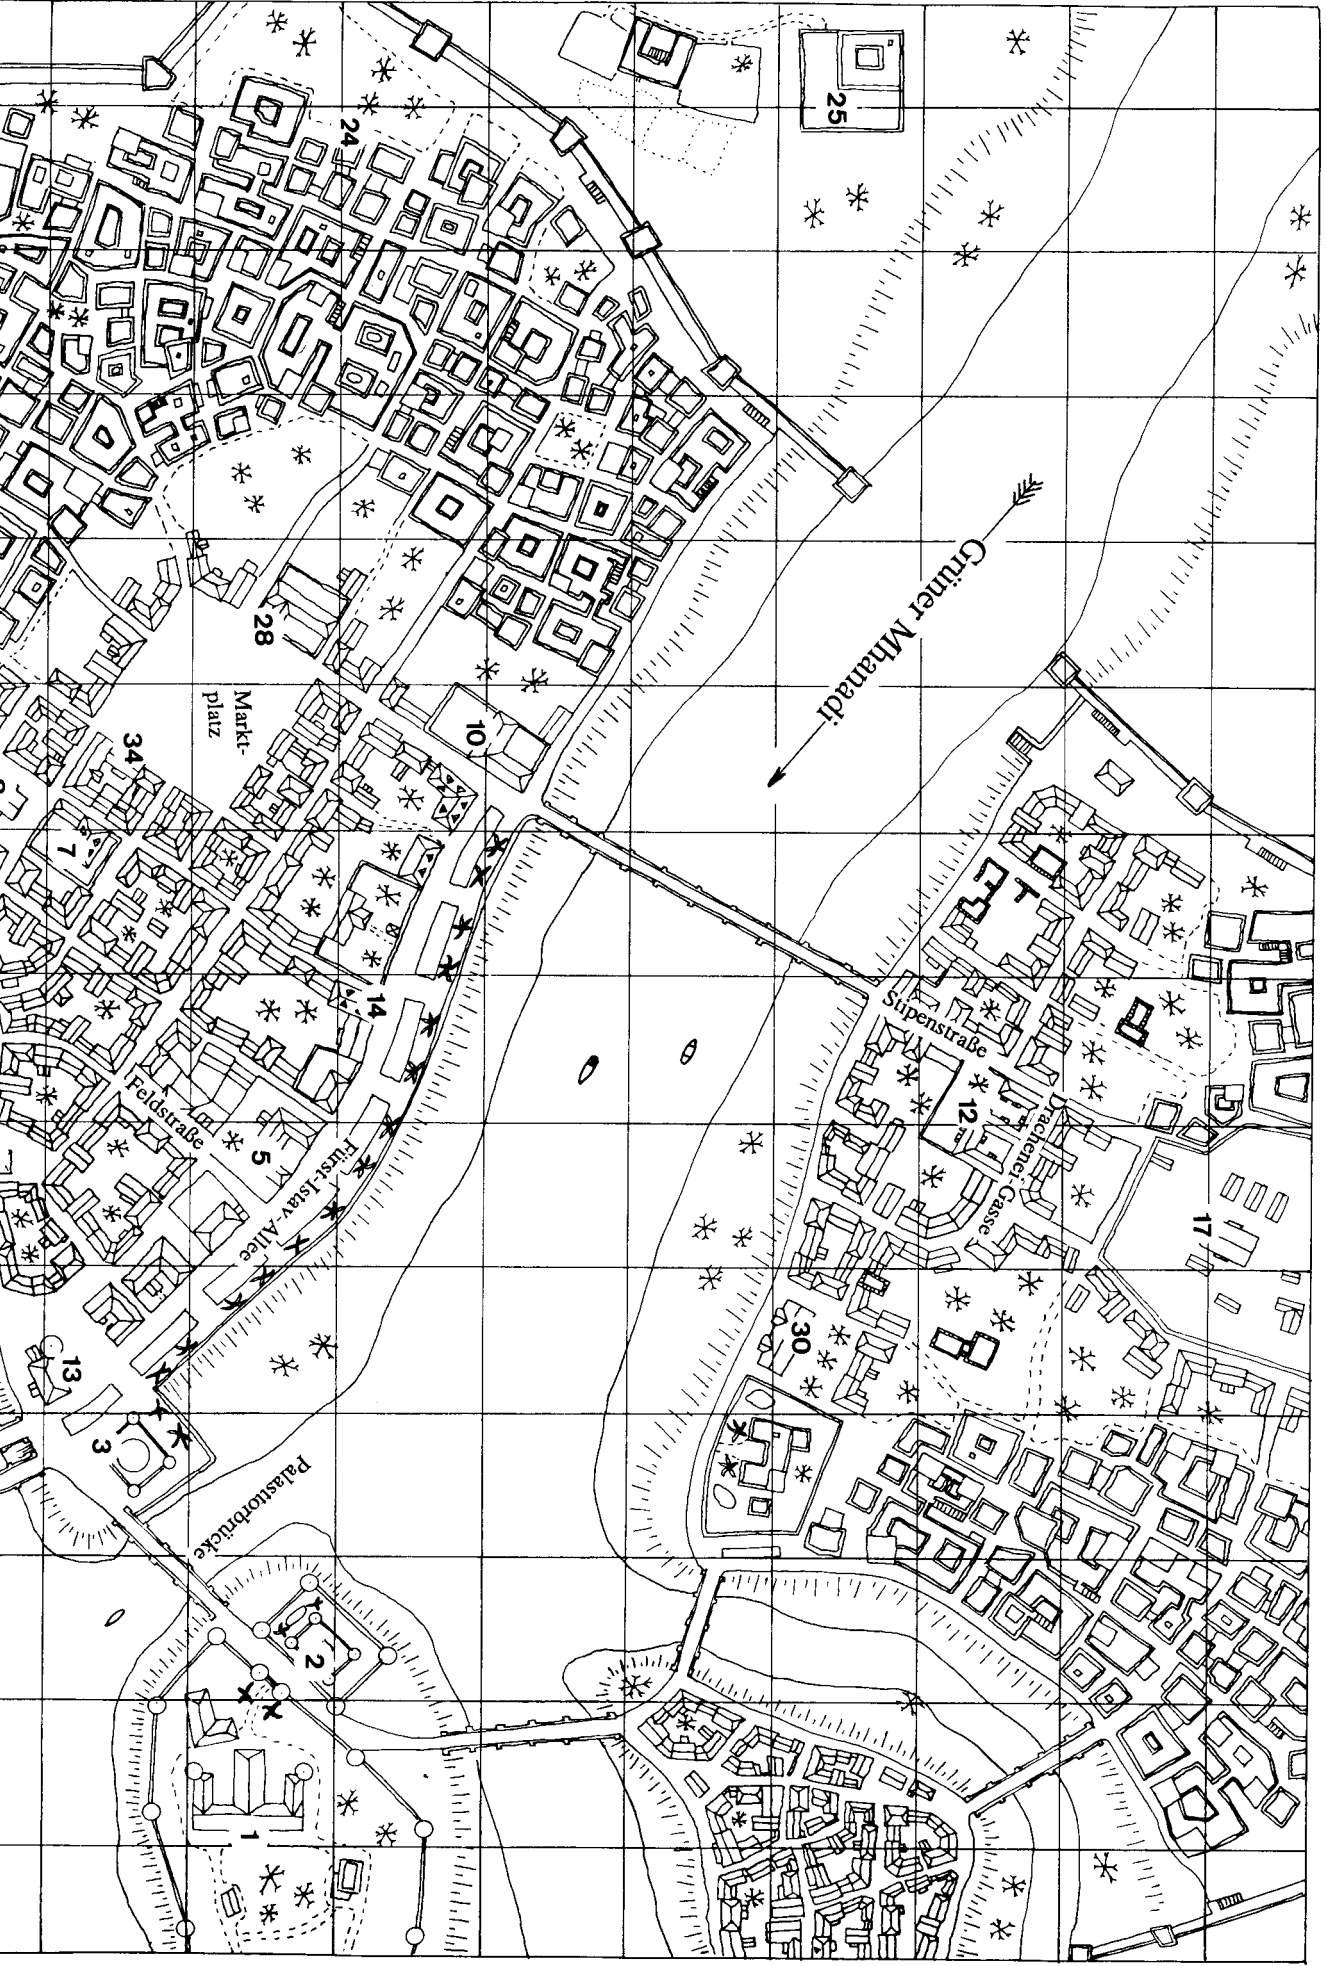 25
24
Grüner Mhanadi
28
Markt-
platz
10
34
7
14
Stipenstraße
Drachenei-Gasse
12
17
Feldstraße
5
Fürst-Istav-Allee
30
13
3
Palasttorbrücke
2
1